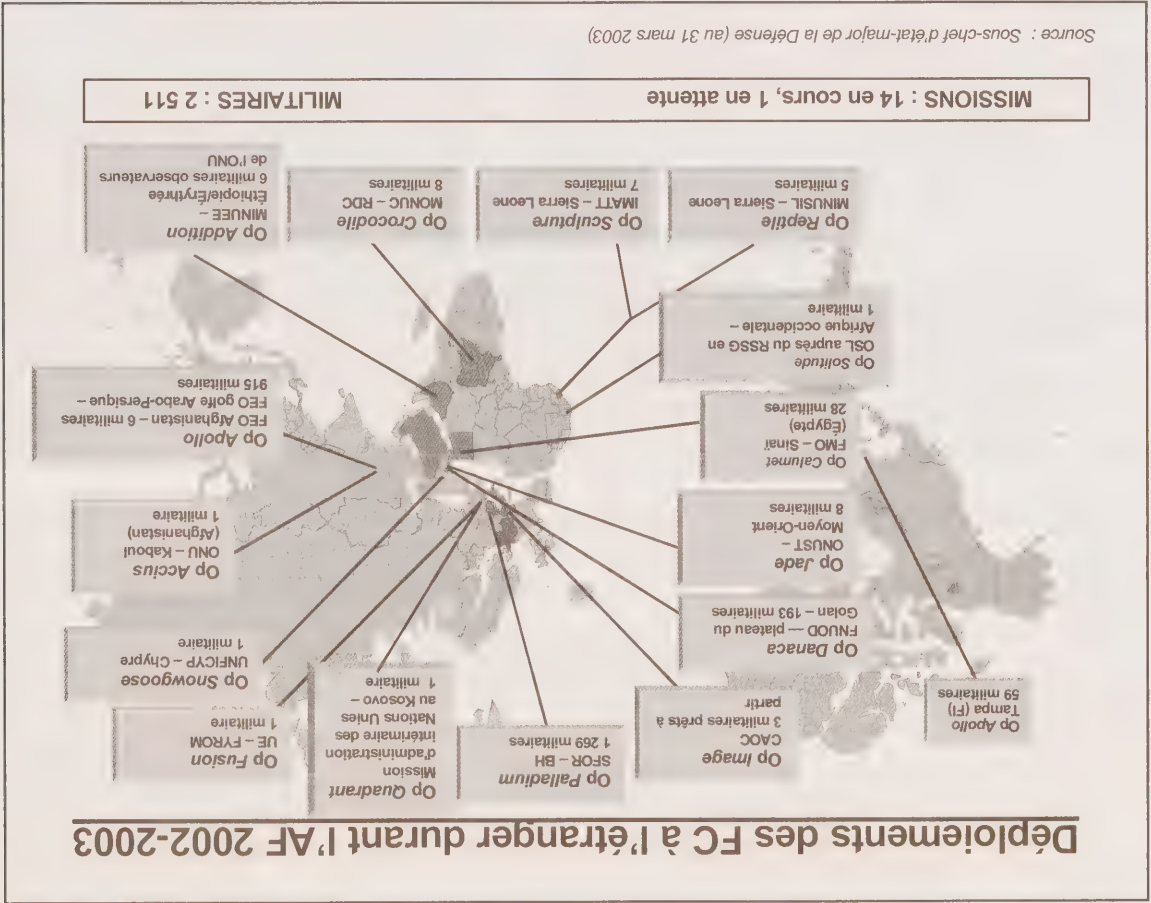 Déploiements des FC à l'étranger durant l'AF 2002-2003
Op Apollo
Tampa (Fl)
59 militaires
Op Image
CAOC
3 militaires prêts à
partir
Op Palladium
SFOR – BH
1 269 militaires
Op Quadrant
Mission
d'administration
intérimaire des
Nations Unies
au Kosovo –
1 militaire
Op Fusion
UE – FYROM
1 militaire
Op Danaca
FNUOD — plateau du
Golan – 193 militaires
Op Snowgoose
UNFICYP – Chypre
1 militaire
Op Jade
ONUST –
Moyen-Orient
8 militaires
Op Accius
ONU – Kaboul
(Afghanistan)
1 militaire
Op Calumet
FMO – Sinaï
(Égypte)
28 militaires
Op Apollo
FEO Afghanistan – 6 militaires
FEO golfe Arabo-Persique –
915 militaires
Op Solitude
OSL auprès du RSSG en
Afrique occidentale –
1 militaire
Op Reptile
MINUSIL – Sierra Leone
5 militaires
Op Sculpture
IMATT – Sierra Leone
7 militaires
Op Crocodile
MONUC – RDC
8 militaires
Op Addition
MINUEE –
Éthiopie/Érythrée
6 militaires observateurs
de l'ONU
MISSIONS : 14 en cours, 1 en attente
MILITAIRES : 2 511
Source : Sous-chef d'état-major de la Défense (au 31 mars 2003)